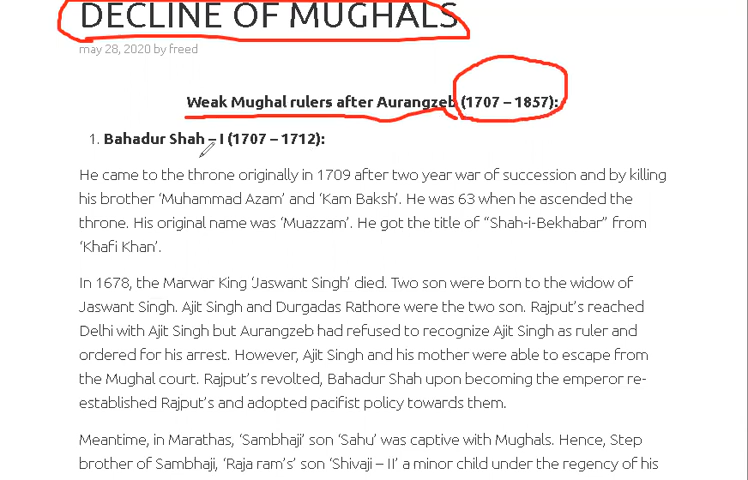 DECLINE OF MUGHALS
may 28, 2020 by freed
Weak Mughal rulers after Aurangzeb (1707 – 1857):
1. Bahadur Shah – I (1707 – 1712):
He came to the throne originally in 1709 after two year war of succession and by killing
his brother ‘Muhammad Azam’ and ‘Kam Baksh’. He was 63 when he ascended the
throne. His original name was ‘Muazzam’. He got the title of “Shah-i-Bekhabar” from
‘Khafi Khan’.
In 1678, the Marwar King ‘Jaswant Singh’ died. Two son were born to the widow of
Jaswant Singh. Ajit Singh and Durgadas Rathore were the two son. Rajput’s reached
Delhi with Ajit Singh but Aurangzeb had refused to recognize Ajit Singh as ruler and
ordered for his arrest. However, Ajit Singh and his mother were able to escape from
the Mughal court. Rajput’s revolted, Bahadur Shah upon becoming the emperor re-
established Rajput’s and adopted pacifist policy towards them.
Meantime, in Marathas, ‘Sambhaji’ son ‘Sahu’ was captive with Mughals. Hence, Step
brother of Sambhaji, ‘Raja ram’s’ son ‘Shivaji – II’ a minor child under the regency of his